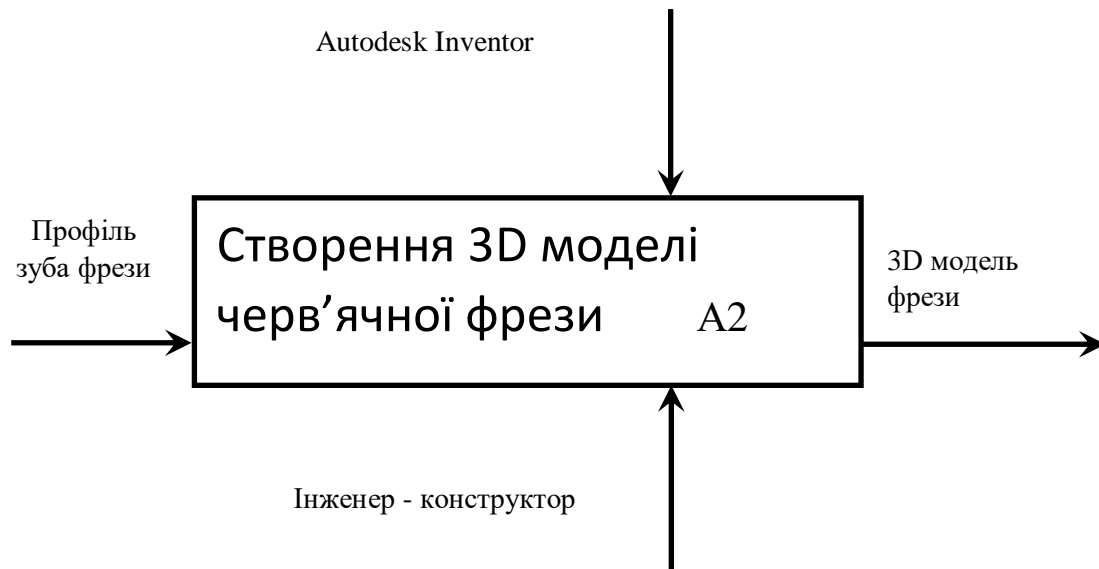 Autodesk Inventor
Профіль
зуба фрези
Створення 3D моделі
черв’ячної фрези A2
3D модель
фрези
Інженер - конструктор